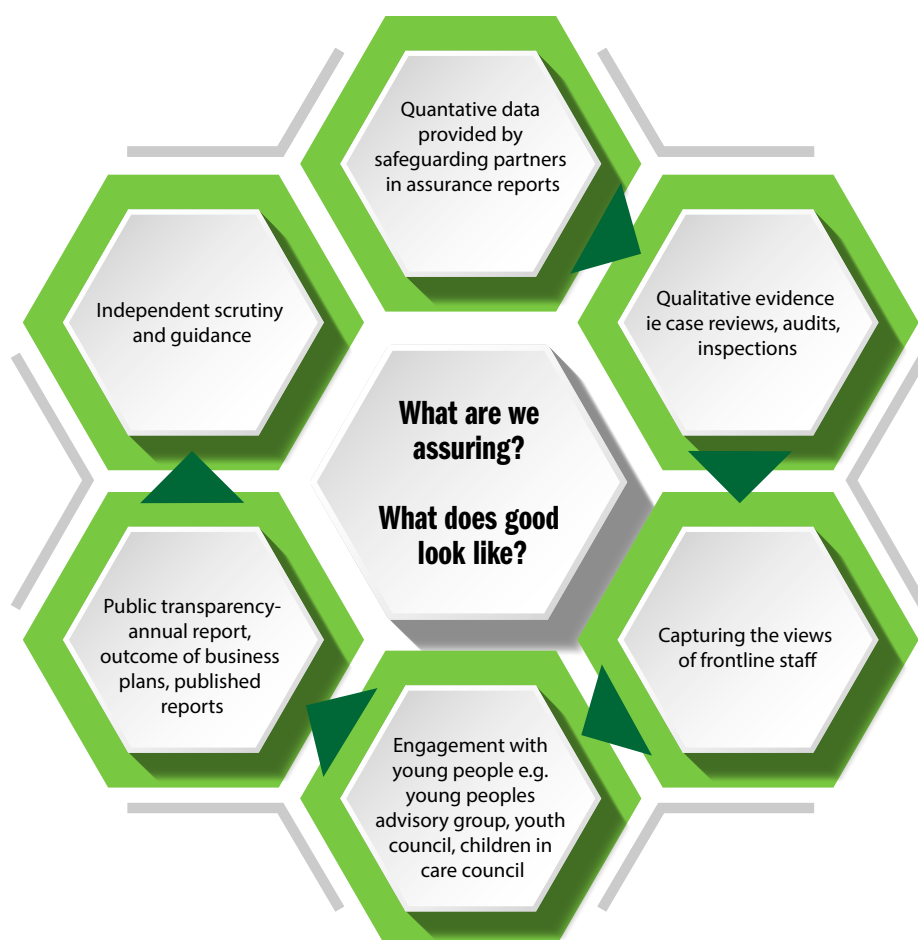 Quantative data
provided by
safeguarding partners
in assurance reports
Qualitative evidence
ie case reviews, audits,
inspections
Capturing the views
of frontline staff
Engagement with
young people e.g.
young peoples
advisory group, youth
council, children in
care council
Public transparency-
annual report,
outcome of business
plans, published
reports
Independent scrutiny
and guidance
What are we
assuring?
What does good
look like?